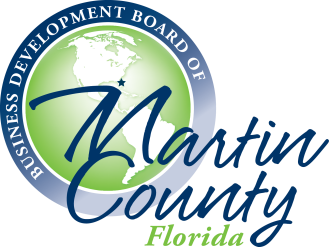 BUSINESS DEVELOPMENT BOARD OF
Martin
County
Florida